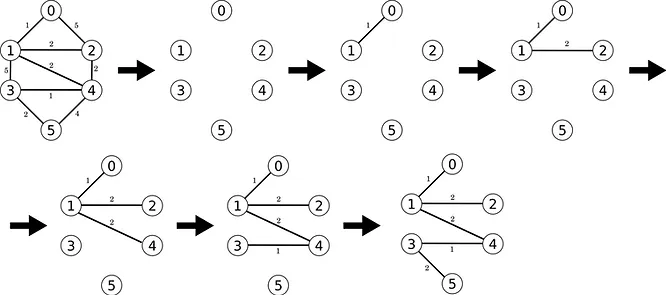 0 0 0 0
1 5 1 1
1 2 2 1 2 1 2 1 2 2
5 2 2
3 1 4 3 4 3 4 3 4
2 4
5 5 5 5
0 0 0
1 1 1
1 2 2 1 2 2 1 2 2
2 2 2
3 4 3 1 4 3 1 4
2
5 5 5